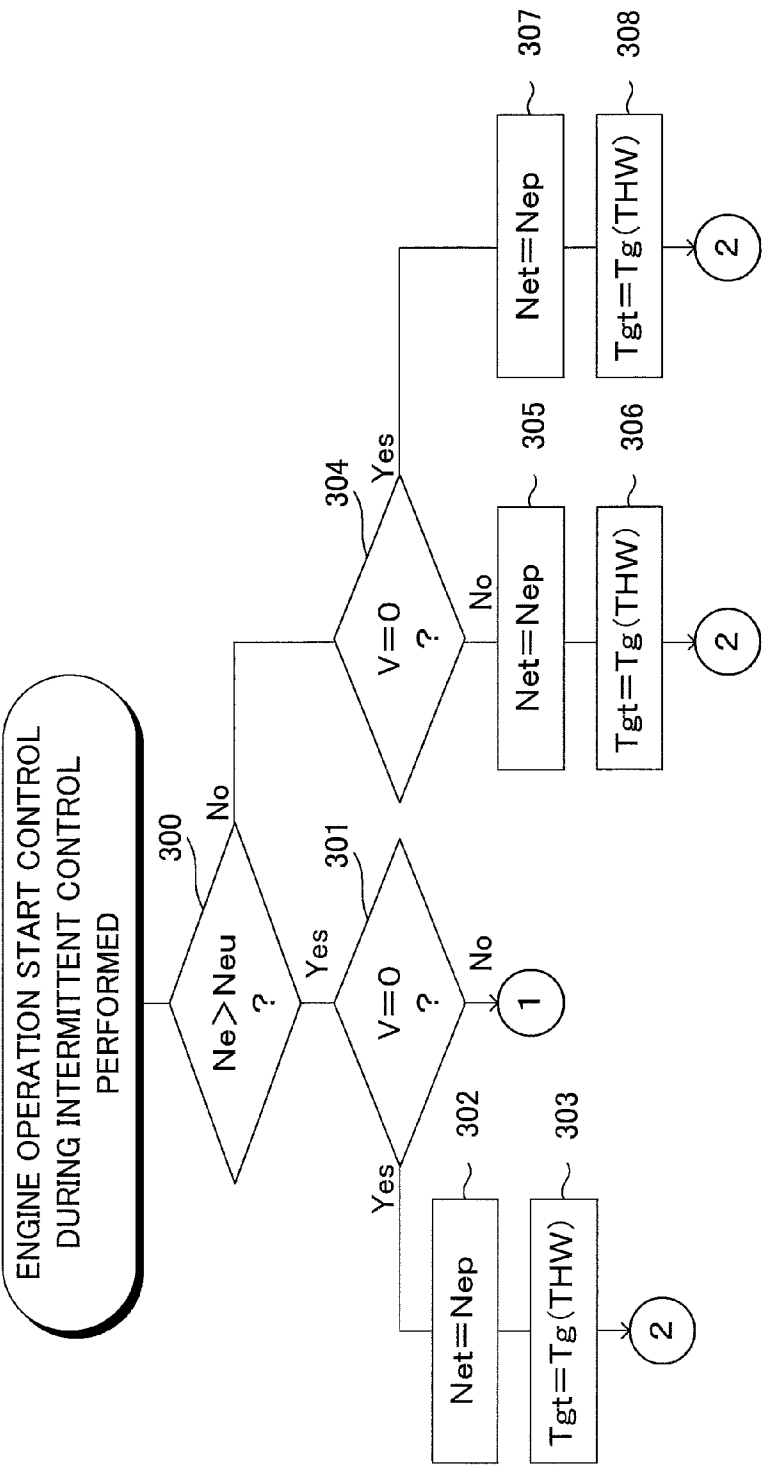 ENGINE OPERATION START CONTROL
DURING INTERMITTENT CONTROL
PERFORMED
300
Ne>Neu
?
No
Yes
301
V=0
?
Yes
No
1
302
Net=Nep
303
Tgt=Tg(THW)
2
304
V=0
?
Yes
No
305
Net=Nep
306
Tgt=Tg(THW)
2
307
Net=Nep
308
Tgt=Tg(THW)
2